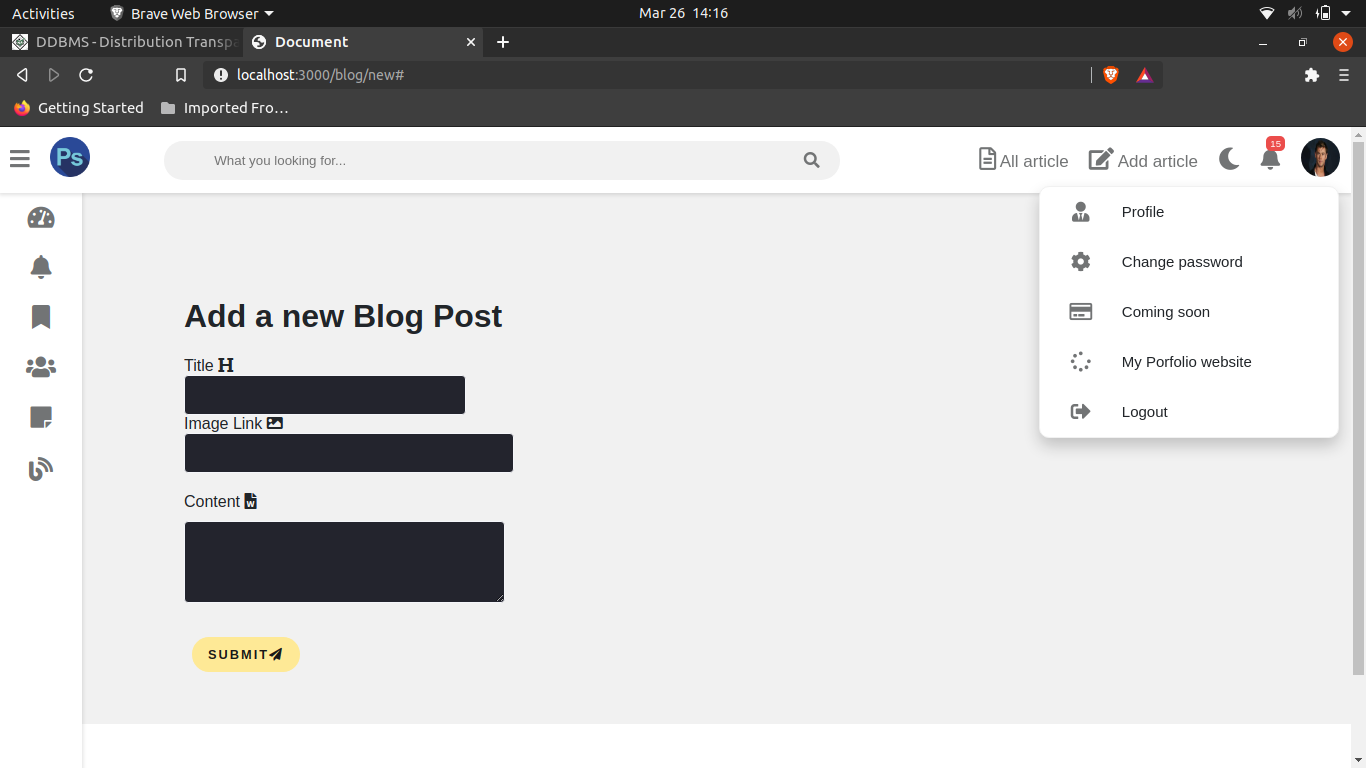 Activities Brave Web Browser Mar 26 14:16
DDBMS - Distribution Transpa Document
localhost:3000/blog/new#
Getting Started Imported Fro…
Ps What you looking for... All article Add article 15
Profile
Change password
Coming soon
My Porfolio website
Logout
Add a new Blog Post
Title H
Image Link
Content W
SUBMIT